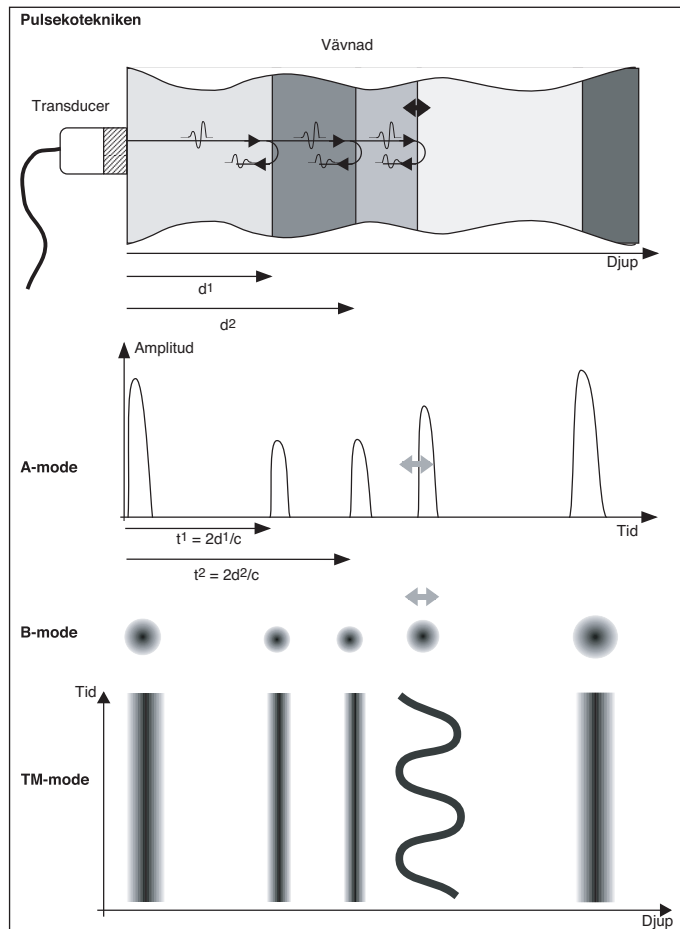 Pulsekotekniken
Vävnad
Transducer
Djup
d1
d2
Amplitud
A-mode
Tid
t1 = 2d1/c
t2 = 2d2/c
B-mode
Tid
TM-mode
Djup